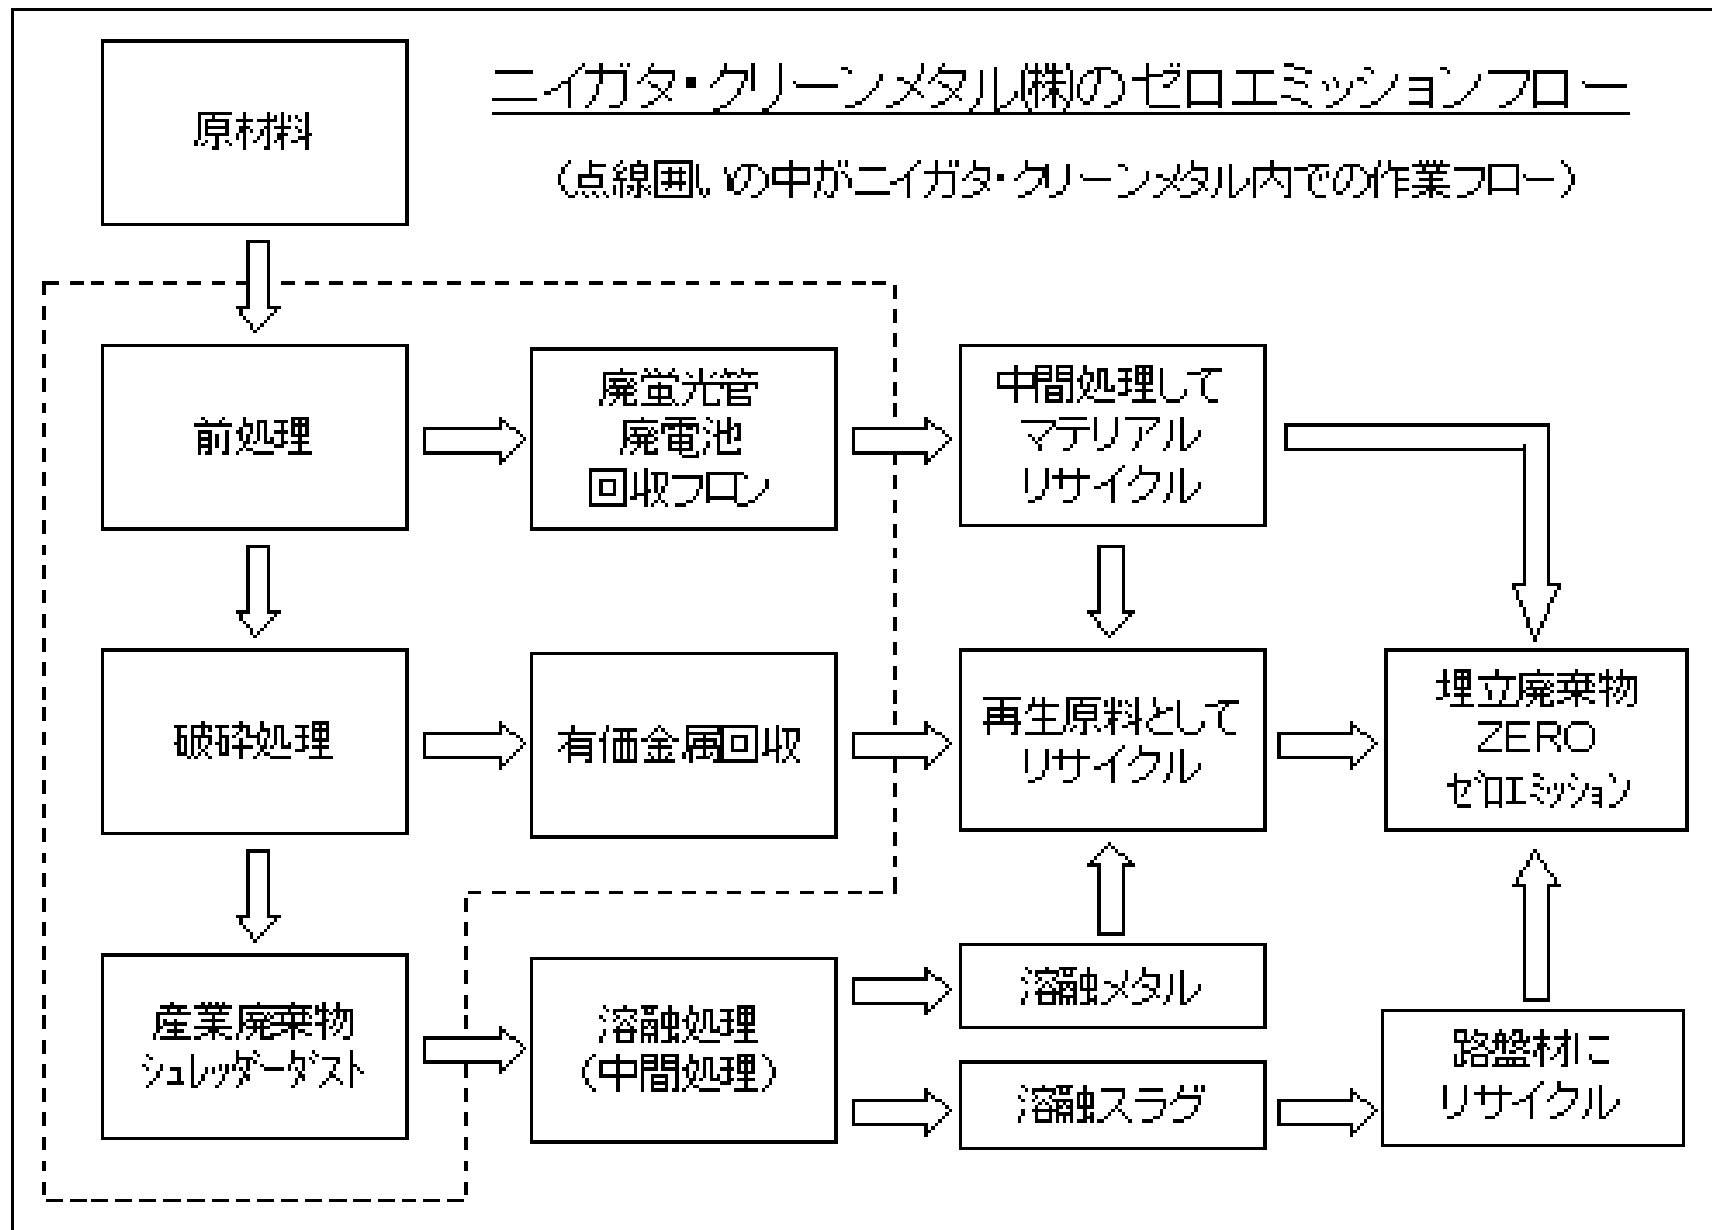 ニイガタ・クリーンメタル(株)のゼロエミッションフロー
(点線囲いの中がニイガタ・クリーンメタル内での作業フロー)
原材料
前処理
廃蛍光管
廃電池
回収フロン
中間処理して
マテリアル
リサイクル
破砕処理
有価金属回収
再生原料として
リサイクル
埋立廃棄物
ZERO
ゼロエミッション
産業廃棄物
シュレッダーダスト
溶融処理
(中間処理)
溶融メタル
溶融スラグ
路盤材に
リサイクル